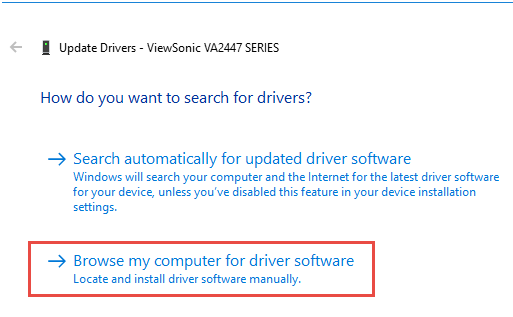 Update Drivers - ViewSonic VA2447 SERIES
How do you want to search for drivers?
Search automatically for updated driver software
Windows will search your computer and the Internet for the latest driver software
for your device, unless you've disabled this feature in your device installation
settings.
Browse my computer for driver software
Locate and install driver software manually.